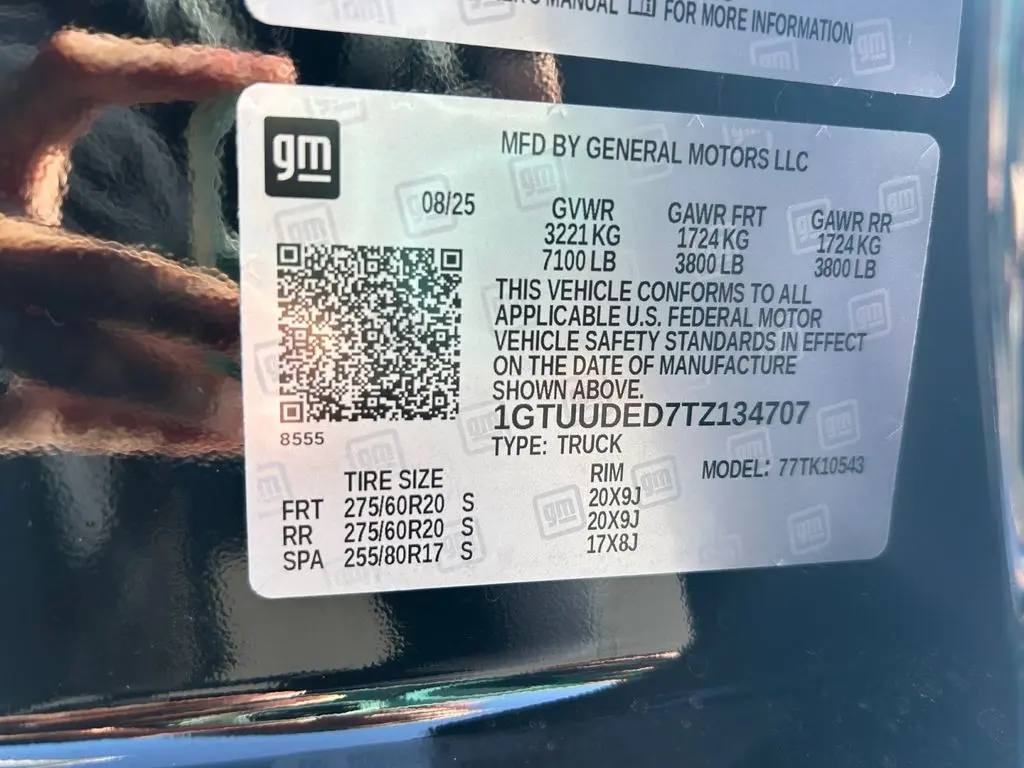 MANUAL FOR MORE INFORMATION
gm
MFD BY GENERAL MOTORS LLC
08/25
GVWR GAWR FRT GAWR RR
3221 KG 1724 KG 1724 KG
7100 LB 3800 LB 3800 LB
THIS VEHICLE CONFORMS TO ALL
APPLICABLE U.S. FEDERAL MOTOR
VEHICLE SAFETY STANDARDS IN EFFECT
ON THE DATE OF MANUFACTURE
SHOWN ABOVE.
8555
1GTUUDED7TZ134707
TYPE: TRUCK
MODEL: 77TK10543
TIRE SIZE RIM
FRT 275/60R20 S 20X9J
RR 275/60R20 S 20X9J
SPA 255/80R17 S 17X8J